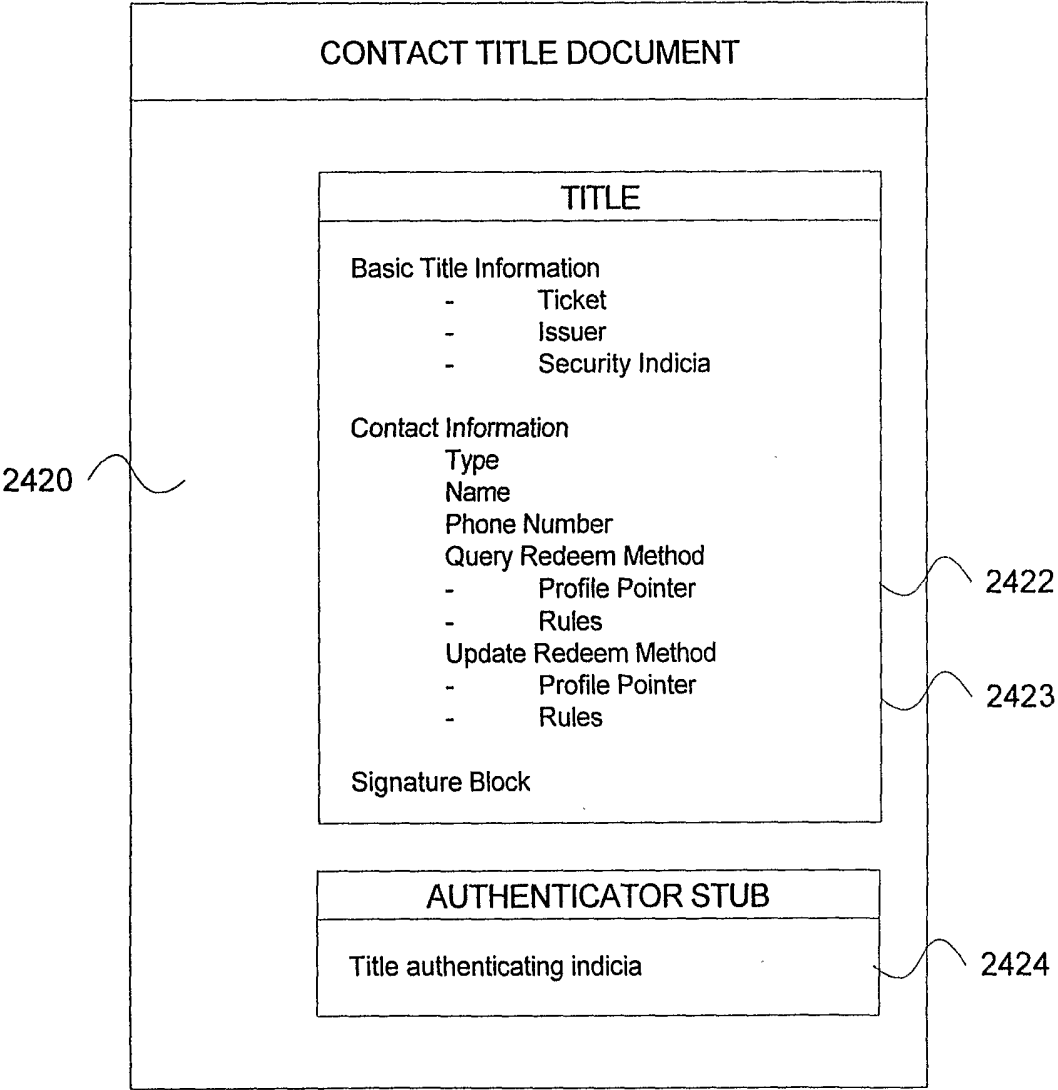 CONTACT TITLE DOCUMENT
TITLE
Basic Title Information
- Ticket
- Issuer
- Security Indicia
Contact Information
Type
2420
Name
Phone Number
Query Redeem Method
- Profile Pointer
2422
- Rules
Update Redeem Method
- Profile Pointer
2423
- Rules
Signature Block
AUTHENTICATOR STUB
Title authenticating indicia
2424